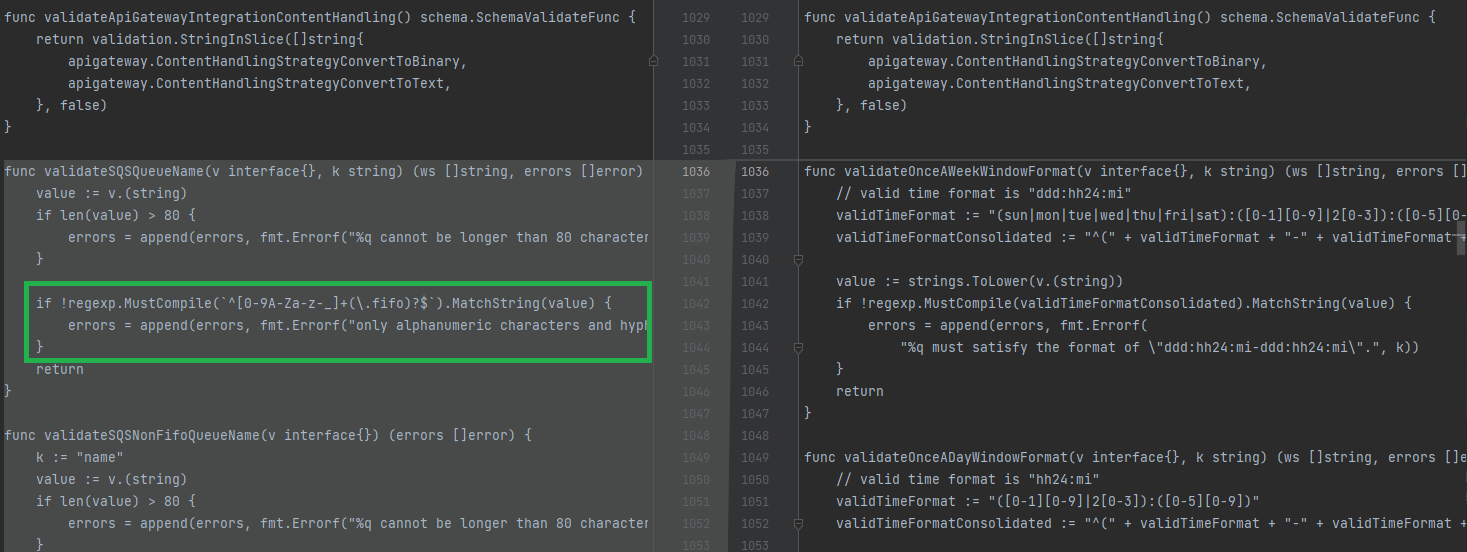 func validateApiGatewayIntegrationContentHandling() schema.SchemaValidateFunc {
    return validation.StringInSlice([]string{
        apigateway.ContentHandlingStrategyConvertToBinary,
        apigateway.ContentHandlingStrategyConvertToText,
    }, false)
}
func validateSQSQueueName(v interface{}, k string) (ws []string, errors []error)
    value := v.(string)
    if len(value) > 80 {
        errors = append(errors, fmt.Errorf("%q cannot be longer than 80 character
    }
    if !regexp.MustCompile(`^[0-9A-Za-z-_]+(\.fifo)?$`).MatchString(value) {
        errors = append(errors, fmt.Errorf("only alphanumeric characters and hyph
    }
    return
}
func validateSQSNonFifoQueueName(v interface{}) (errors []error) {
    k := "name"
    value := v.(string)
    if len(value) > 80 {
        errors = append(errors, fmt.Errorf("%q cannot be longer than 80 character
    }
1029 1029
1030 1030
1031 1031
1032 1032
1033 1033
1034 1034
1035 1035
1036 1036
1037 1037
1038 1038
1039 1039
1040 1040
1041 1041
1042 1042
1043 1043
1044 1044
1045 1045
1046 1046
1047 1047
1048 1048
1049 1049
1050 1050
1051 1051
1052 1052
1053 1053
func validateApiGatewayIntegrationContentHandling() schema.SchemaValidateFunc {
    return validation.StringInSlice([]string{
        apigateway.ContentHandlingStrategyConvertToBinary,
        apigateway.ContentHandlingStrategyConvertToText,
    }, false)
}
func validateOnceAWeekWindowFormat(v interface{}, k string) (ws []string, errors []
    // valid time format is "ddd:hh24:mi"
    validTimeFormat := "(sun|mon|tue|wed|thu|fri|sat):([0-1][0-9]|2[0-3]):([0-5][0-
    validTimeFormatConsolidated := "^(" + validTimeFormat + "-" + validTimeFormat +
    value := strings.ToLower(v.(string))
    if !regexp.MustCompile(validTimeFormatConsolidated).MatchString(value) {
        errors = append(errors, fmt.Errorf(
            "%q must satisfy the format of \"ddd:hh24:mi-ddd:hh24:mi\".", k))
    }
    return
}
func validateOnceADayWindowFormat(v interface{}, k string) (ws []string, errors []e
    // valid time format is "hh24:mi"
    validTimeFormat := "([0-1][0-9]|2[0-3]):([0-5][0-9])"
    validTimeFormatConsolidated := "^(" + validTimeFormat + "-" + validTimeFormat +